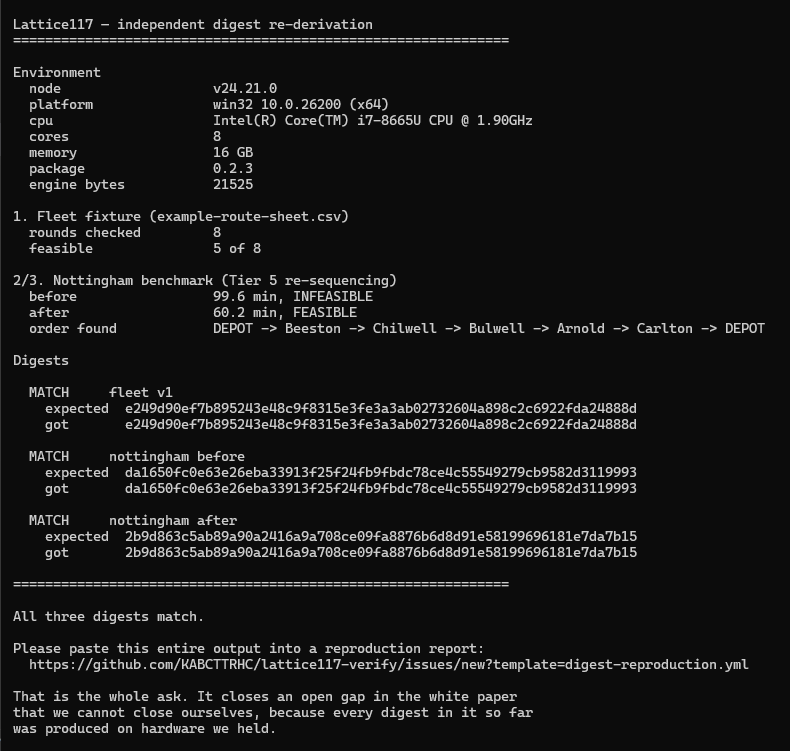 Lattice117 — independent digest re-derivation
==============================================================
Environment
node v24.21.0
platform win32 10.0.26200 (x64)
cpu Intel(R) Core(TM) i7-8665U CPU @ 1.90GHz
cores 8
memory 16 GB
package 0.2.3
engine bytes 21525
1. Fleet fixture (example-route-sheet.csv)
rounds checked 8
feasible 5 of 8
2/3. Nottingham benchmark (Tier 5 re-sequencing)
before 99.6 min, INFEASIBLE
after 60.2 min, FEASIBLE
order found DEPOT -> Beeston -> Chilwell -> Bulwell -> Arnold -> Carlton -> DEPOT
Digests
MATCH fleet v1
expected e249d90ef7b895243e48c9f8315e3fe3a3ab02732604a898c2c6922fda24888d
got e249d90ef7b895243e48c9f8315e3fe3a3ab02732604a898c2c6922fda24888d
MATCH nottingham before
expected da1650fc0e63e26eba33913f25f24fb9fbdc78ce4c55549279cb9582d3119993
got da1650fc0e63e26eba33913f25f24fb9fbdc78ce4c55549279cb9582d3119993
MATCH nottingham after
expected 2b9d863c5ab89a90a2416a9a708ce09fa8876b6d8d91e58199696181e7da7b15
got 2b9d863c5ab89a90a2416a9a708ce09fa8876b6d8d91e58199696181e7da7b15
==============================================================
All three digests match.
Please paste this entire output into a reproduction report:
https://github.com/KABCTTRHC/lattice117-verify/issues/new?template=digest-reproduction.yml
That is the whole ask. It closes an open gap in the white paper
that we cannot close ourselves, because every digest in it so far
was produced on hardware we held.